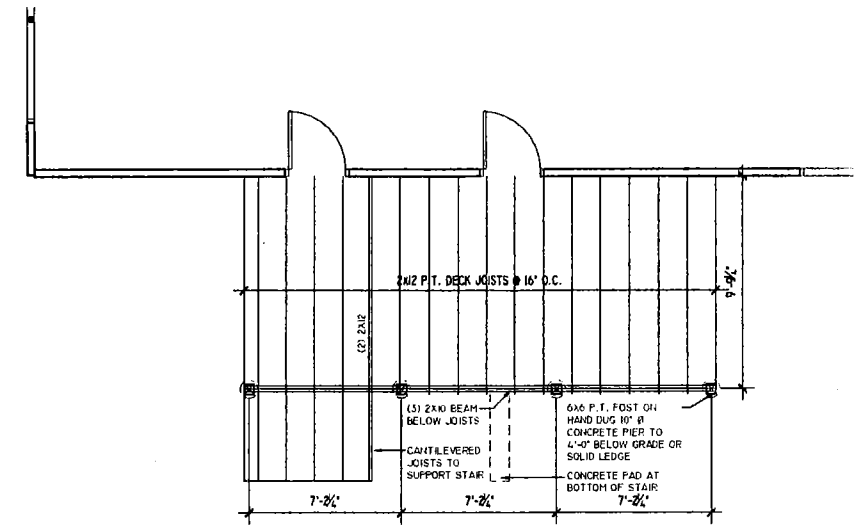 2X12 P.T. DECK JOISTS @ 16" O.C.
(2) 2X12
(3) 2X10 BEAM
BELOW JOISTS
CANTILEVERED
JOISTS TO
SUPPORT STAIR
6X6 P.T. POST ON
HAND DUG 10" Ø
CONCRETE PIER TO
4'-0" BELOW GRADE OR
SOLID LEDGE
CONCRETE PAD AT
BOTTOM OF STAIR
7'-2¼"
7'-2¼"
7'-2¼"